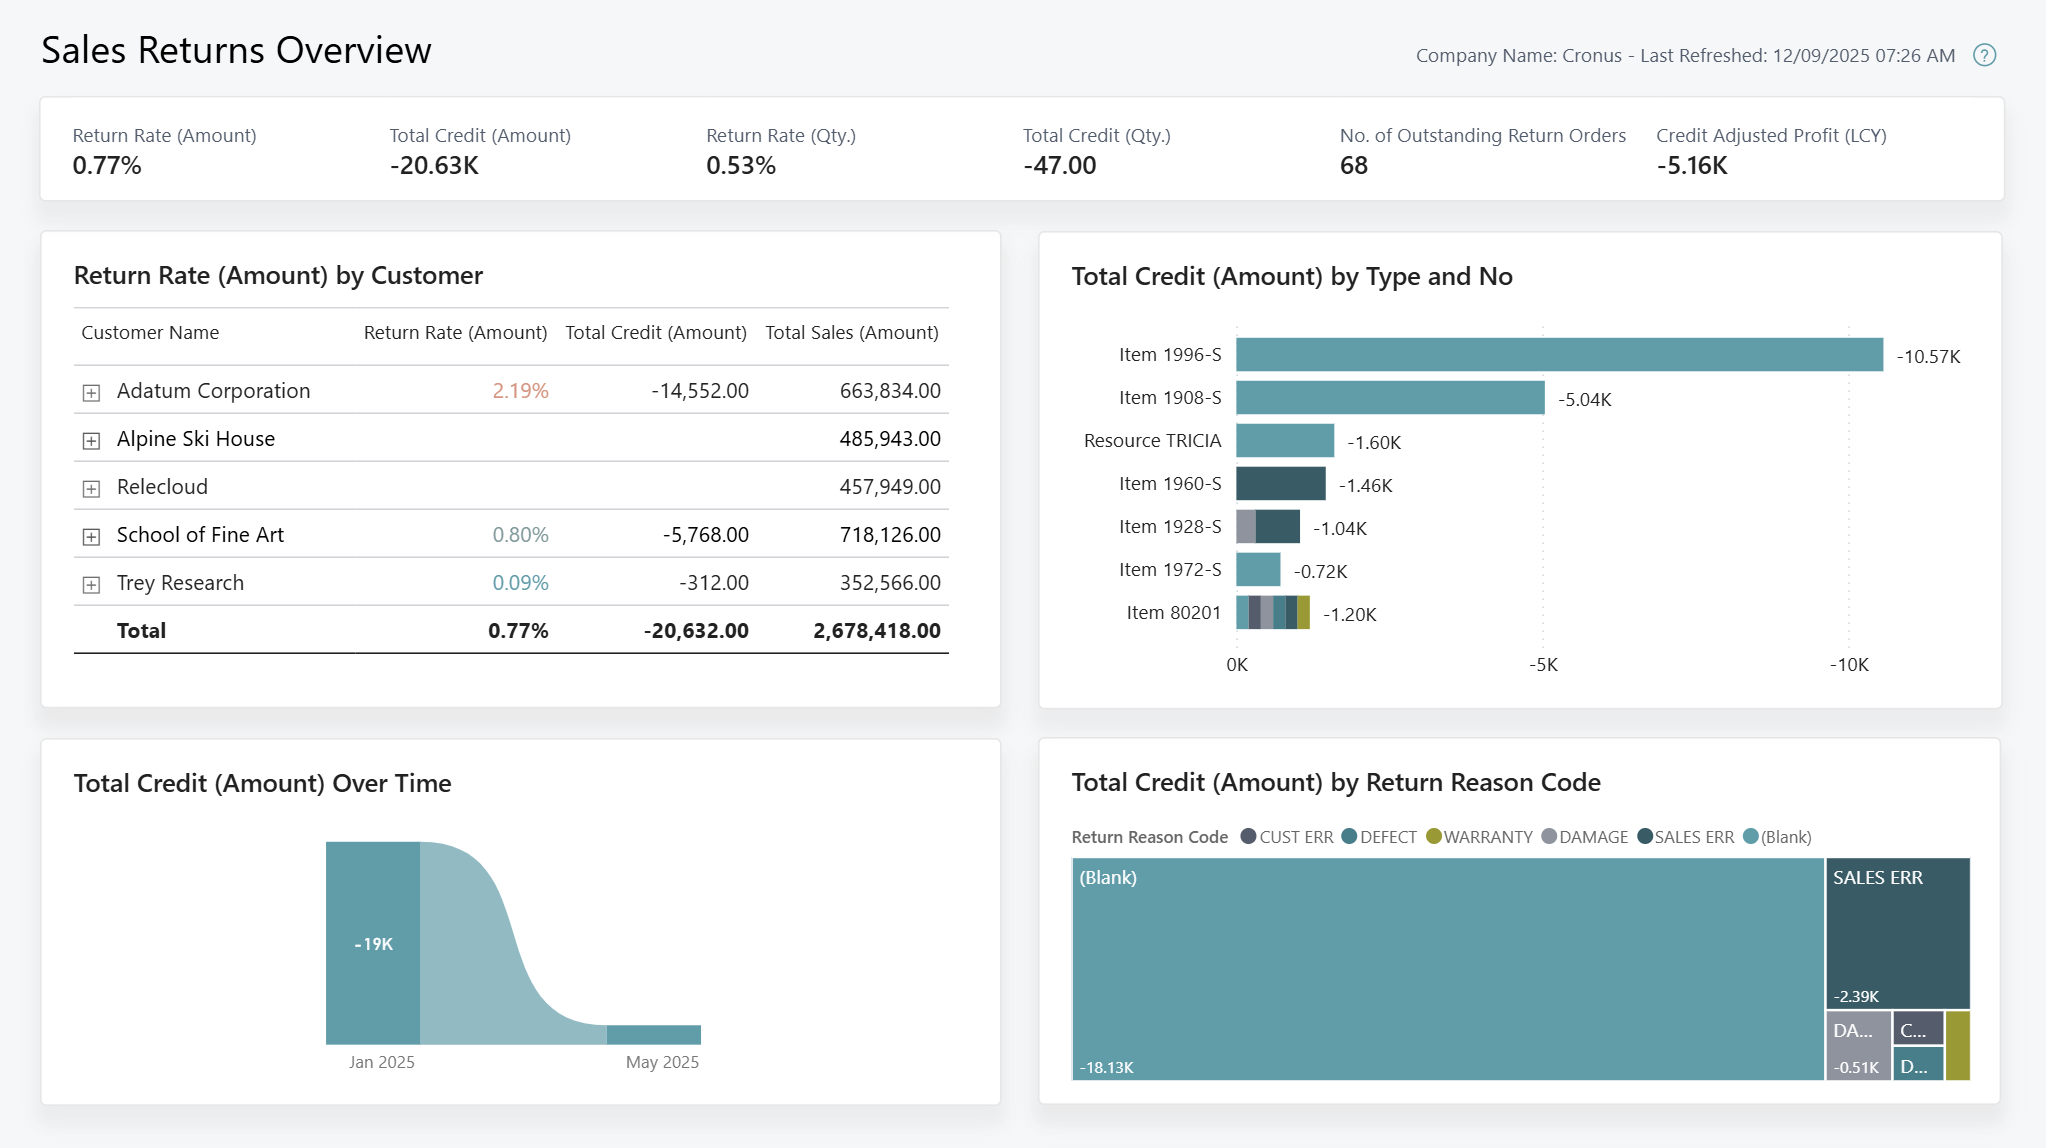 Sales Returns Overview
Company Name: Cronus - Last Refreshed: 12/09/2025 07:26 AM ?
Return Rate (Amount)
0.77%
Total Credit (Amount)
-20.63K
Return Rate (Qty.)
0.53%
Total Credit (Qty.)
-47.00
No. of Outstanding Return Orders
68
Credit Adjusted Profit (LCY)
-5.16K
Return Rate (Amount) by Customer
Customer Name Return Rate (Amount) Total Credit (Amount) Total Sales (Amount)
Adatum Corporation 2.19% -14,552.00 663,834.00
Alpine Ski House 485,943.00
Relecloud 457,949.00
School of Fine Art 0.80% -5,768.00 718,126.00
Trey Research 0.09% -312.00 352,566.00
Total 0.77% -20,632.00 2,678,418.00
Total Credit (Amount) by Type and No
Item 1996-S -10.57K
Item 1908-S -5.04K
Resource TRICIA -1.60K
Item 1960-S -1.46K
Item 1928-S -1.04K
Item 1972-S -0.72K
Item 80201 -1.20K
0K -5K -10K
Total Credit (Amount) Over Time
-19K
Jan 2025 May 2025
Total Credit (Amount) by Return Reason Code
Return Reason Code CUST ERR DEFECT WARRANTY DAMAGE SALES ERR (Blank)
(Blank)
-18.13K
SALES ERR
-2.39K
DA...
-0.51K
C...
D...